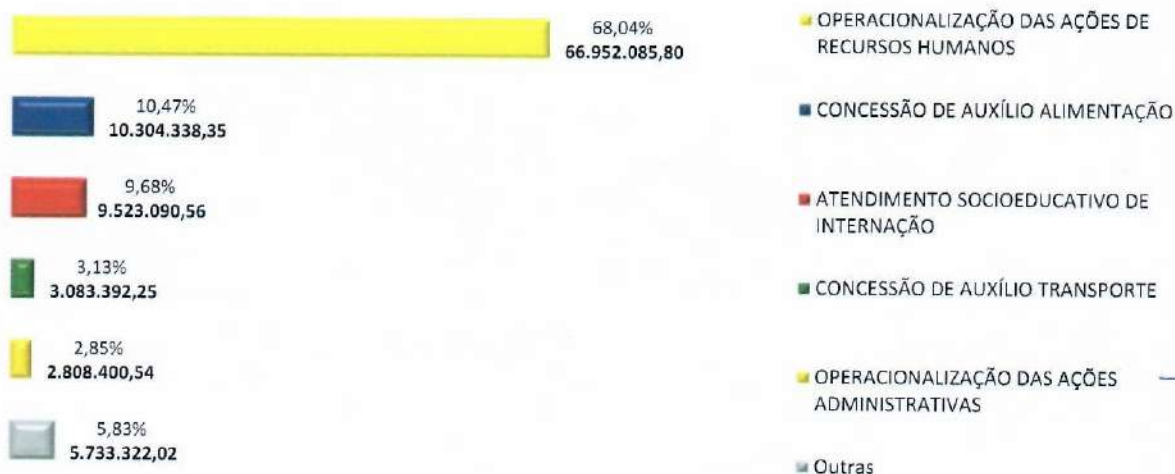 68,04%
66.952.085,80
OPERACIONALIZAÇÃO DAS AÇÕES DE
RECURSOS HUMANOS
10,47%
10.304.338,35
CONCESSÃO DE AUXÍLIO ALIMENTAÇÃO
9,68%
9.523.090,56
ATENDIMENTO SOCIOEDUCATIVO DE
INTERNAÇÃO
3,13%
3.083.392,25
CONCESSÃO DE AUXÍLIO TRANSPORTE
2,85%
2.808.400,54
OPERACIONALIZAÇÃO DAS AÇÕES
ADMINISTRATIVAS
5,83%
5.733.322,02
Outras